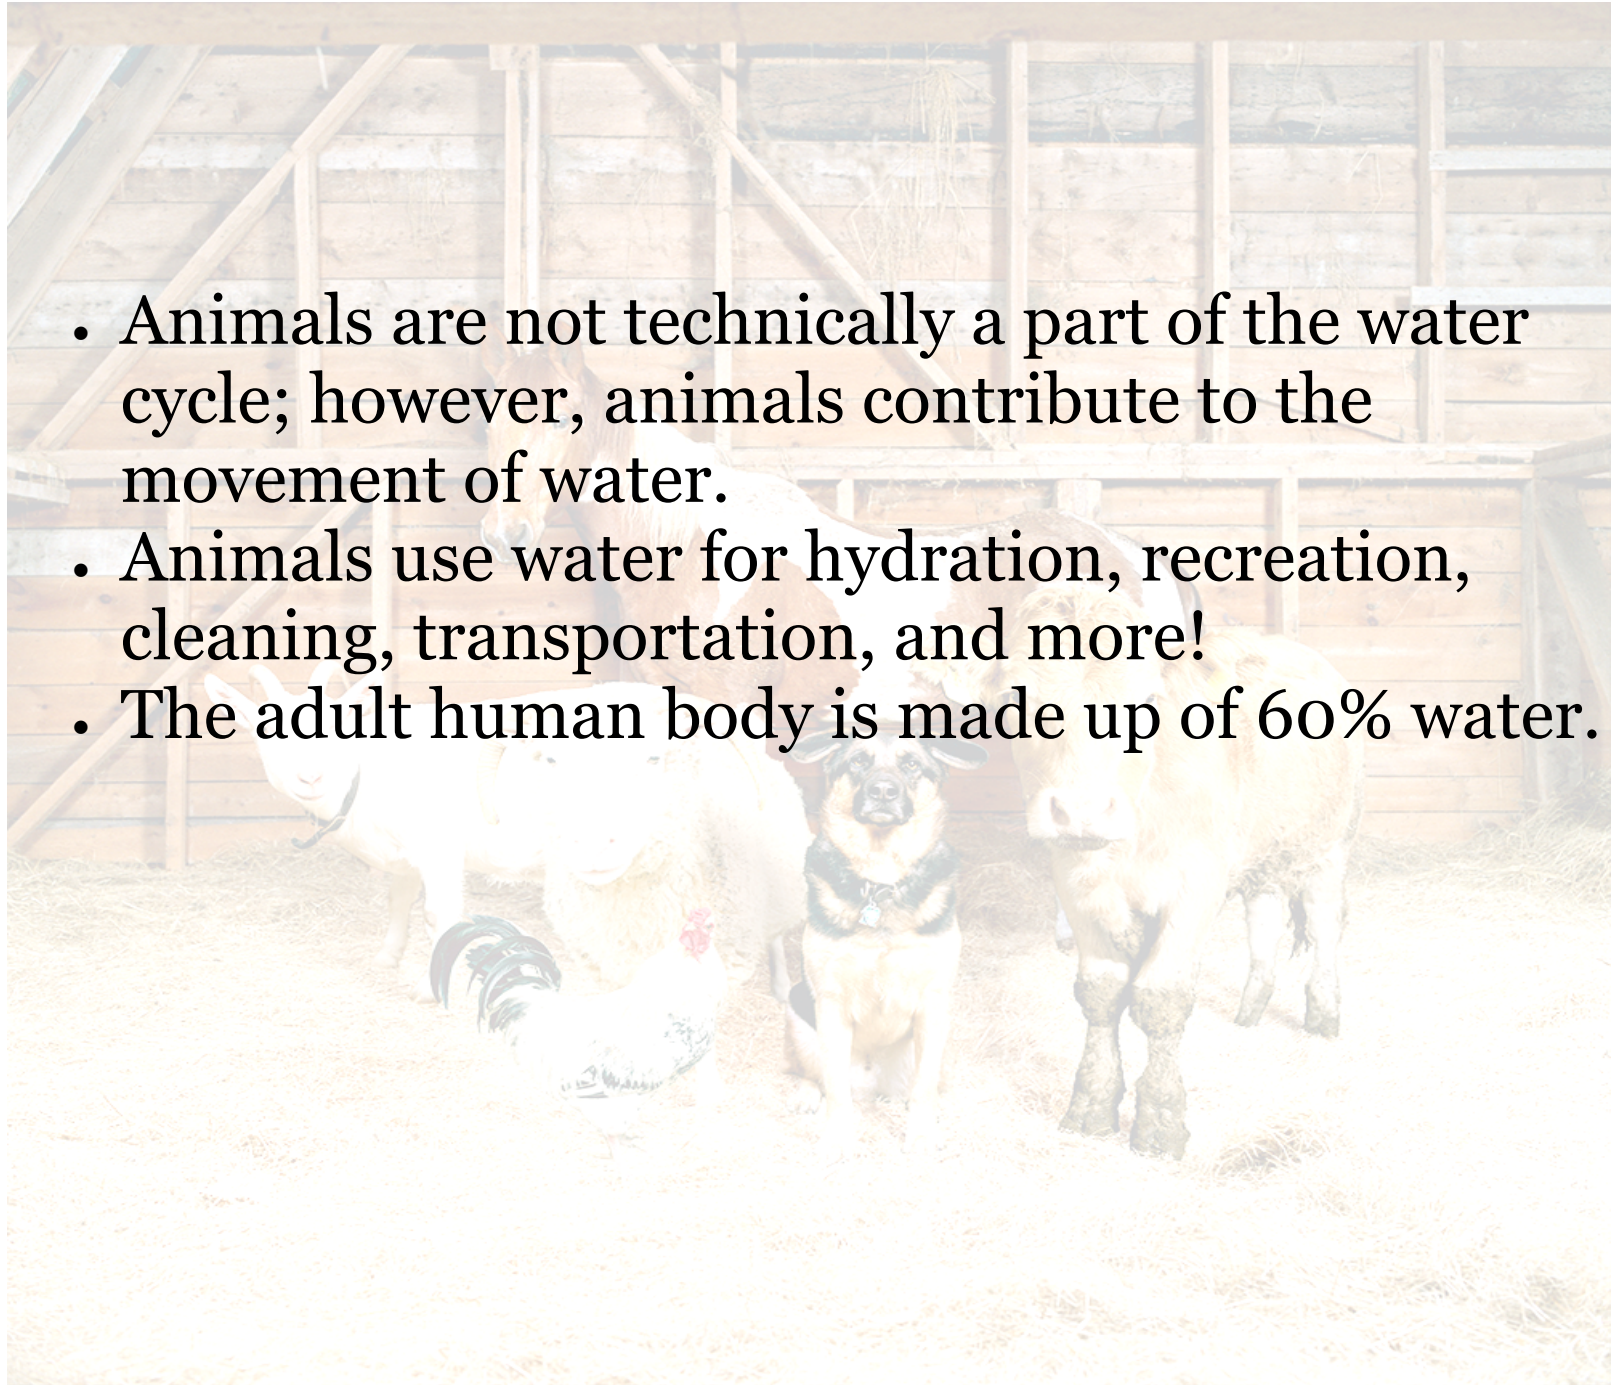 • Animals are not technically a part of the water
cycle; however, animals contribute to the
movement of water.
• Animals use water for hydration, recreation,
cleaning, transportation, and more!
• The adult human body is made up of 60% water.